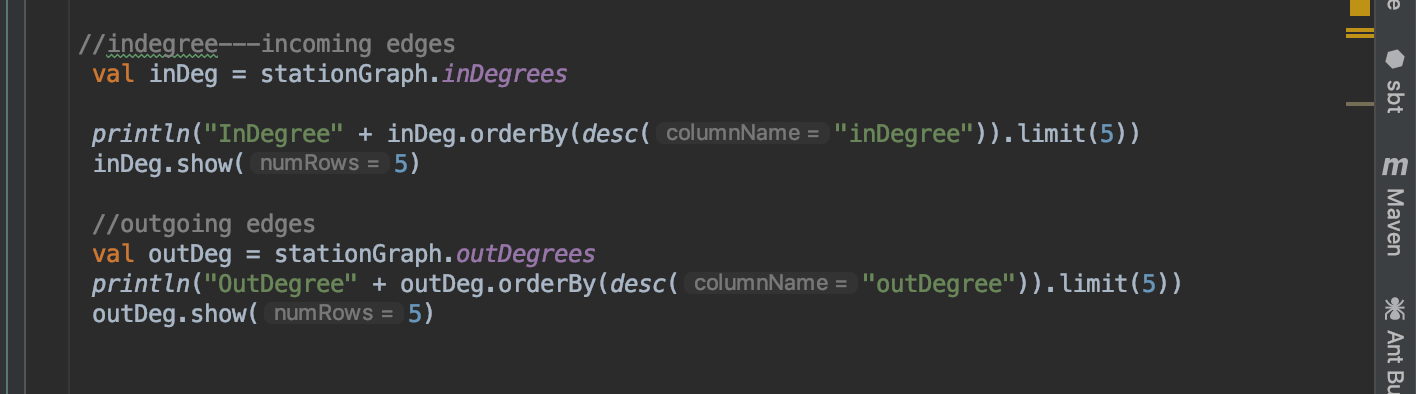 //indegree---incoming edges
val inDeg = stationGraph.inDegrees
println("InDegree" + inDeg.orderBy(desc( columnName = "inDegree")).limit(5))
inDeg.show( numRows = 5)
//outgoing edges
val outDeg = stationGraph.outDegrees
println("OutDegree" + outDeg.orderBy(desc( columnName = "outDegree")).limit(5))
outDeg.show( numRows = 5)
sbt
m
Maven
Ant Bu